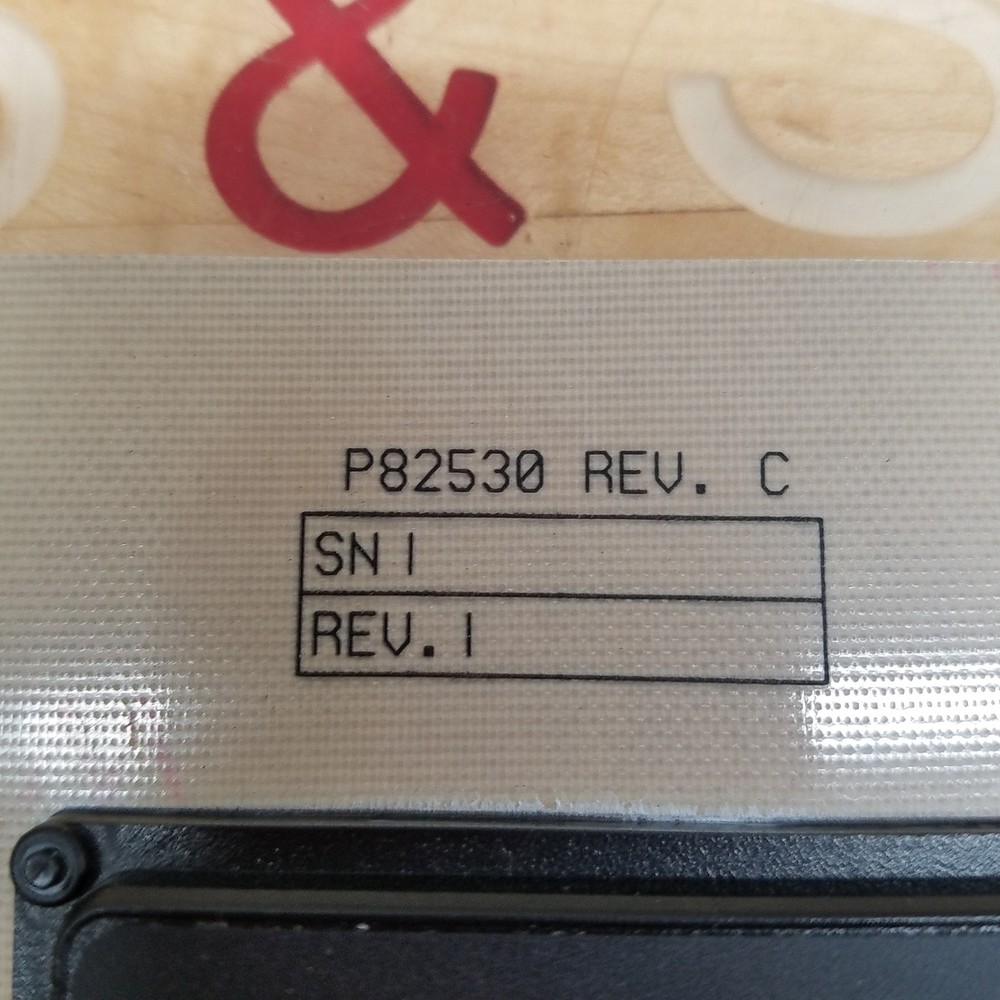 &
P82530 REV. C
SN |
REV. |